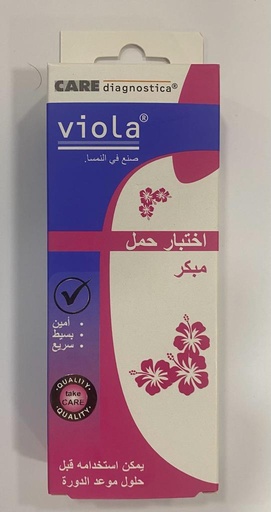 CARE diagnostica®
viola®
صنع في النمسا.
اختبار حمل
مبكر
• أمين
• بسيط
• سريع
QUALITY
take
CARE
QUALITY
يمكن استخدامه قبل
حلول موعد الدورة